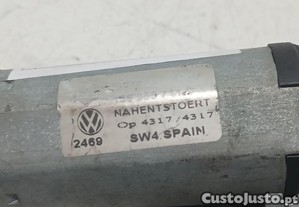 NAHENTSTOERT
Op 4317/4317
2469
SW4 SPAIN
CustoJusto.pt